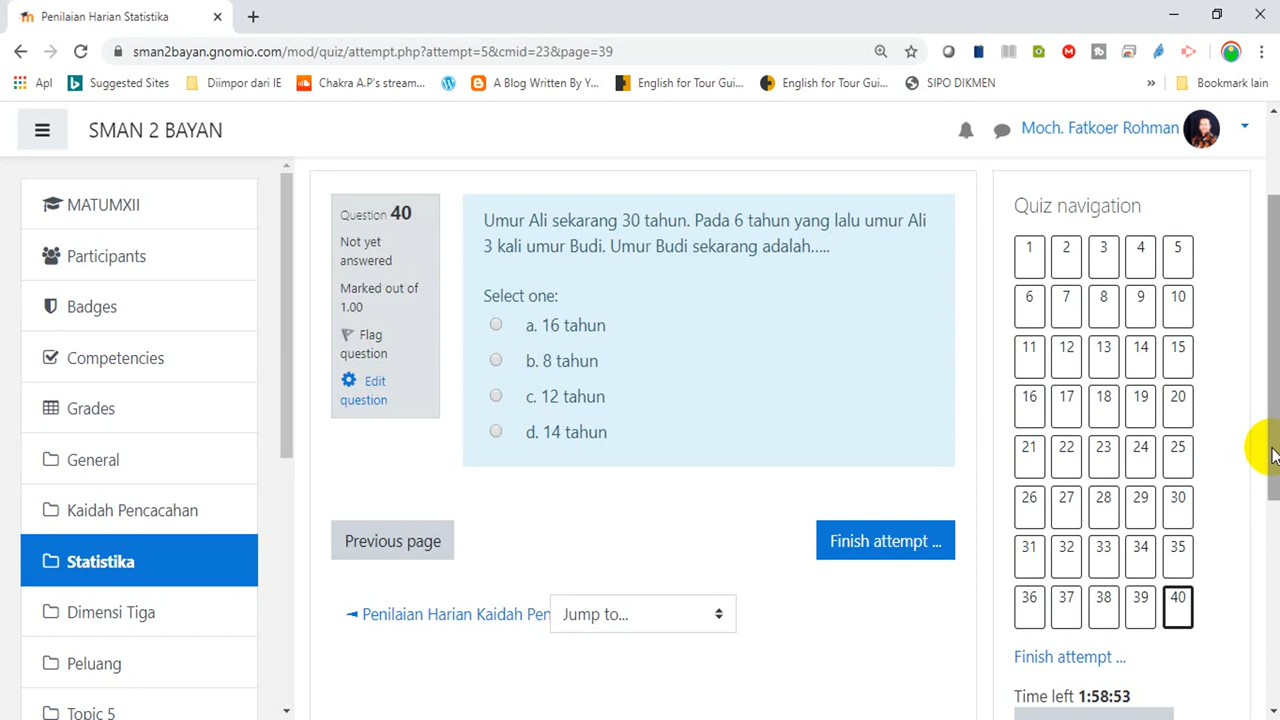 Penilaian Harian Statistika
sman2bayan.gnomio.com/mod/quiz/attempt.php?attempt=5&cmid=23&page=39
Apl
Suggested Sites
Diimpor dari IE
Chakra A.P's stream...
A Blog Written By Y...
English for Tour Gui...
English for Tour Gui...
SIPO DIKMEN
»
Bookmark lain
SMAN 2 BAYAN
Moch. Fatkoer Rohman
MATUMXII
Participants
Badges
Competencies
Grades
General
Kaidah Pencacahan
Statistika
Dimensi Tiga
Peluang
Topic 5
Question 40
Not yet
answered
Marked out of
1.00
Flag
question
Edit
question
Umur Ali sekarang 30 tahun. Pada 6 tahun yang lalu umur Ali
3 kali umur Budi. Umur Budi sekarang adalah.....
Select one:
a. 16 tahun
b. 8 tahun
c. 12 tahun
d. 14 tahun
Previous page
Finish attempt ...
◄ Penilaian Harian Kaidah Pen
Jump to...
Quiz navigation
1 2 3 4 5
6 7 8 9 10
11 12 13 14 15
16 17 18 19 20
21 22 23 24 25
26 27 28 29 30
31 32 33 34 35
36 37 38 39 40
Finish attempt ...
Time left 1:58:53